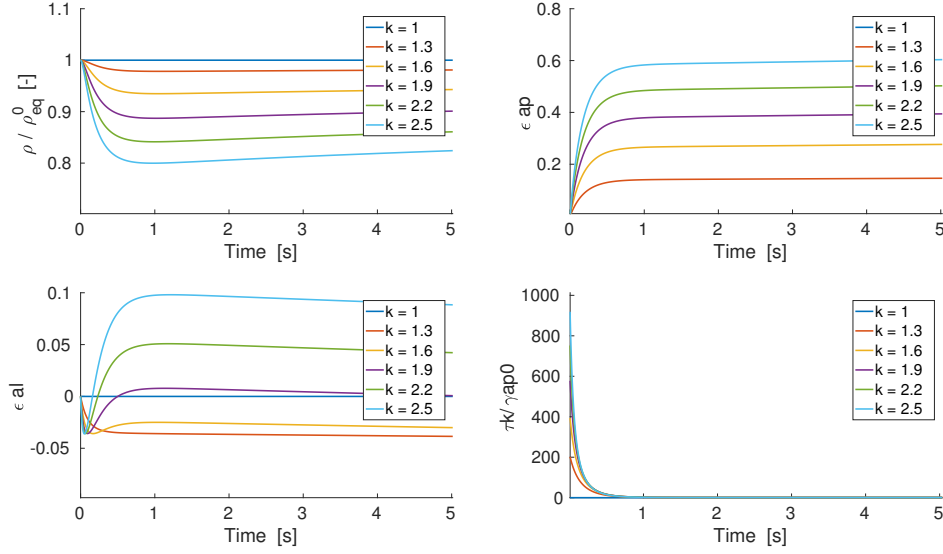 1.1
1
0.9
0.8
ρ / ρ⁰eq [-]
0 1 2 3 4 5
Time [s]
k = 1
k = 1.3
k = 1.6
k = 1.9
k = 2.2
k = 2.5
0.8
0.6
0.4
0.2
ϵ ap
0 1 2 3 4 5
Time [s]
k = 1
k = 1.3
k = 1.6
k = 1.9
k = 2.2
k = 2.5
0.1
0.05
0
-0.05
ϵ al
0 1 2 3 4 5
Time [s]
k = 1
k = 1.3
k = 1.6
k = 1.9
k = 2.2
k = 2.5
1000
800
600
400
200
0
τk/γap0
0 1 2 3 4 5
Time [s]
k = 1
k = 1.3
k = 1.6
k = 1.9
k = 2.2
k = 2.5